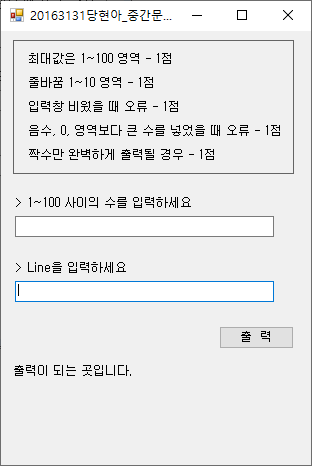 20163131당현아_중간문...
최대값은 1~100 영역 - 1점
줄바꿈 1~10 영역 - 1점
입력창 비웠을 때 오류 - 1점
음수, 0, 영역보다 큰 수를 넣었을 때 오류 - 1점
짝수만 완벽하게 출력될 경우 - 1점
> 1~100 사이의 수를 입력하세요
> Line을 입력하세요
출 력
출력이 되는 곳입니다.